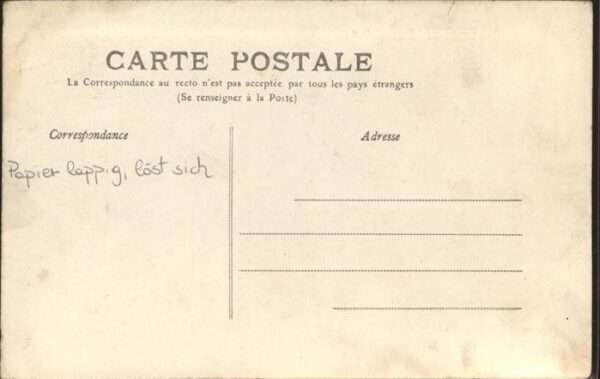 CARTE POSTALE
La Correspondance au recto n'est pas acceptée par tous les pays étrangers
(Se renseigner à la Poste)
Correspondance
Adresse
Papier lappig, löst sich